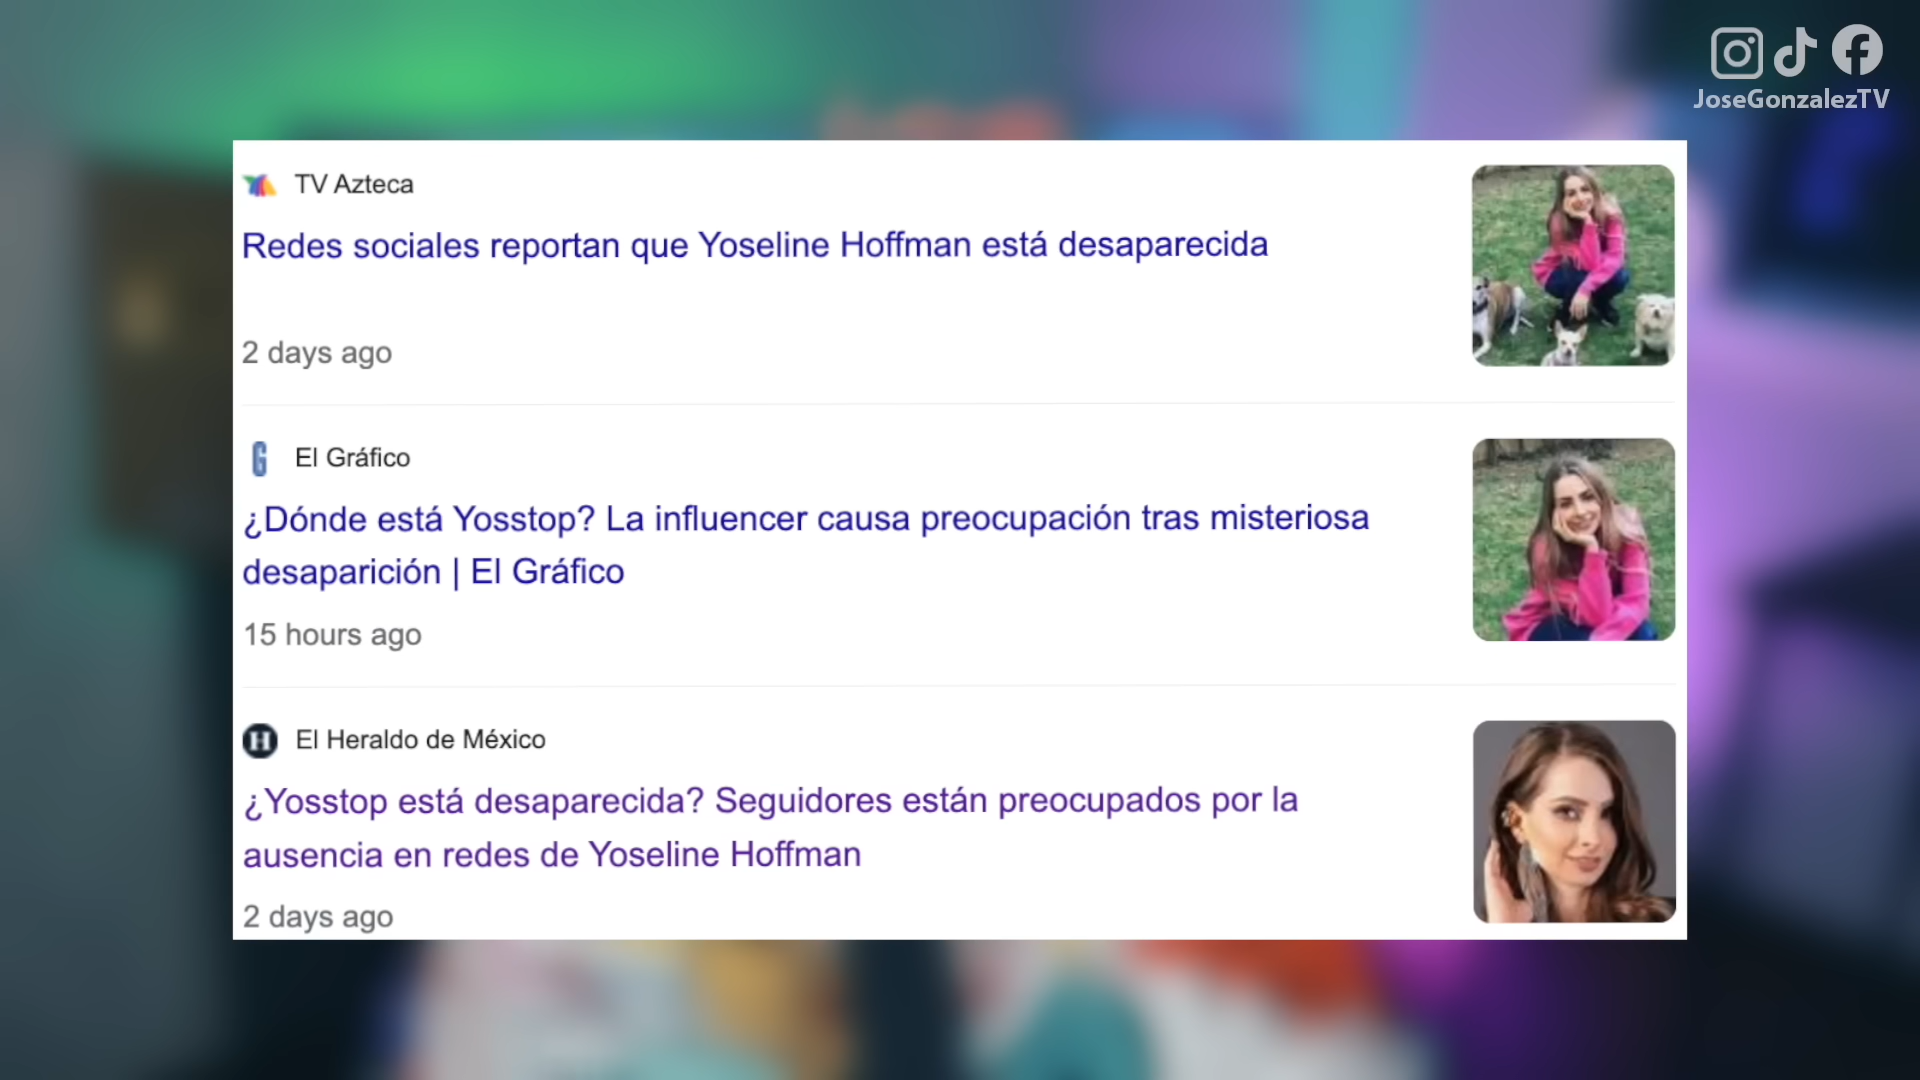 JoseGonzalezTV
TV Azteca
Redes sociales reportan que Yoseline Hoffman está desaparecida
2 days ago
G El Gráfico
¿Dónde está Yosstop? La influencer causa preocupación tras misteriosa
desaparición | El Gráfico
15 hours ago
H El Heraldo de México
¿Yosstop está desaparecida? Seguidores están preocupados por la
ausencia en redes de Yoseline Hoffman
2 days ago